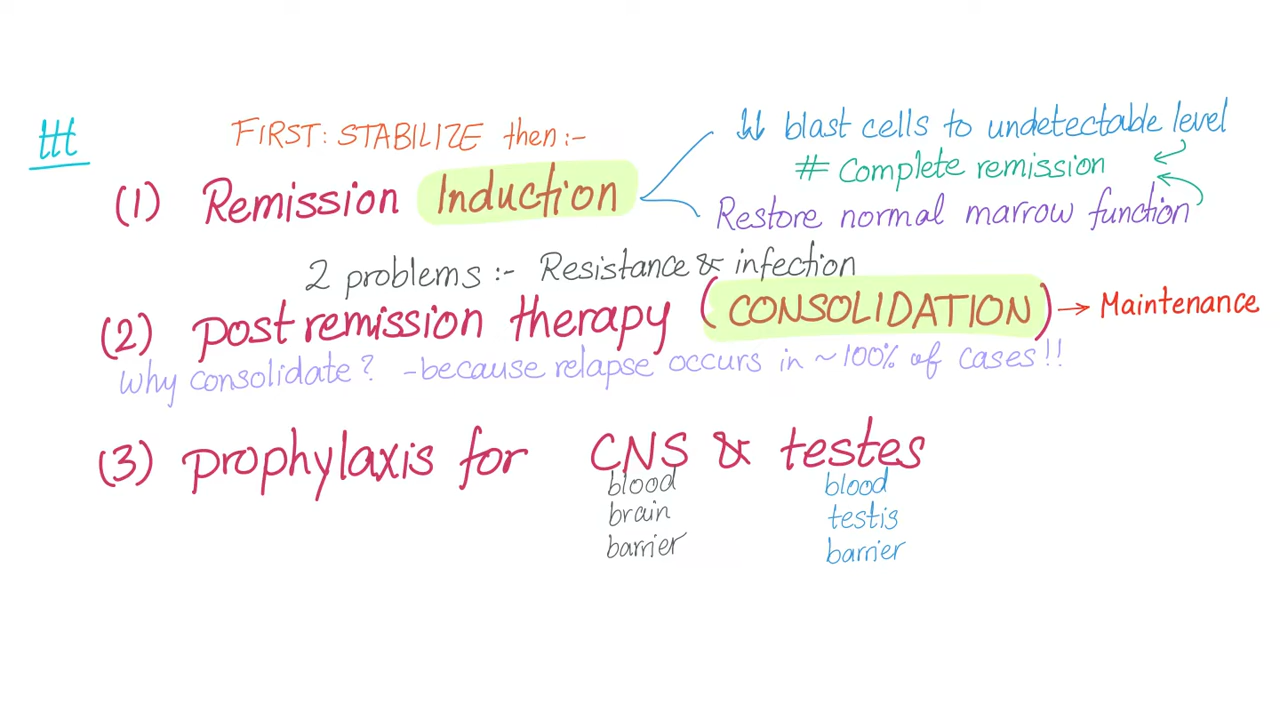 ttt
FIRST: STABILIZE then:-
↓↓ blast cells to undetectable level
# Complete remission
(1) Remission Induction
Restore normal marrow function
2 problems:- Resistance & infection
(2) post remission therapy (CONSOLIDATION) → Maintenance
why consolidate? -because relapse occurs in ~100% of cases!!
(3) prophylaxis for CNS & testes
blood blood
brain testis
barrier barrier